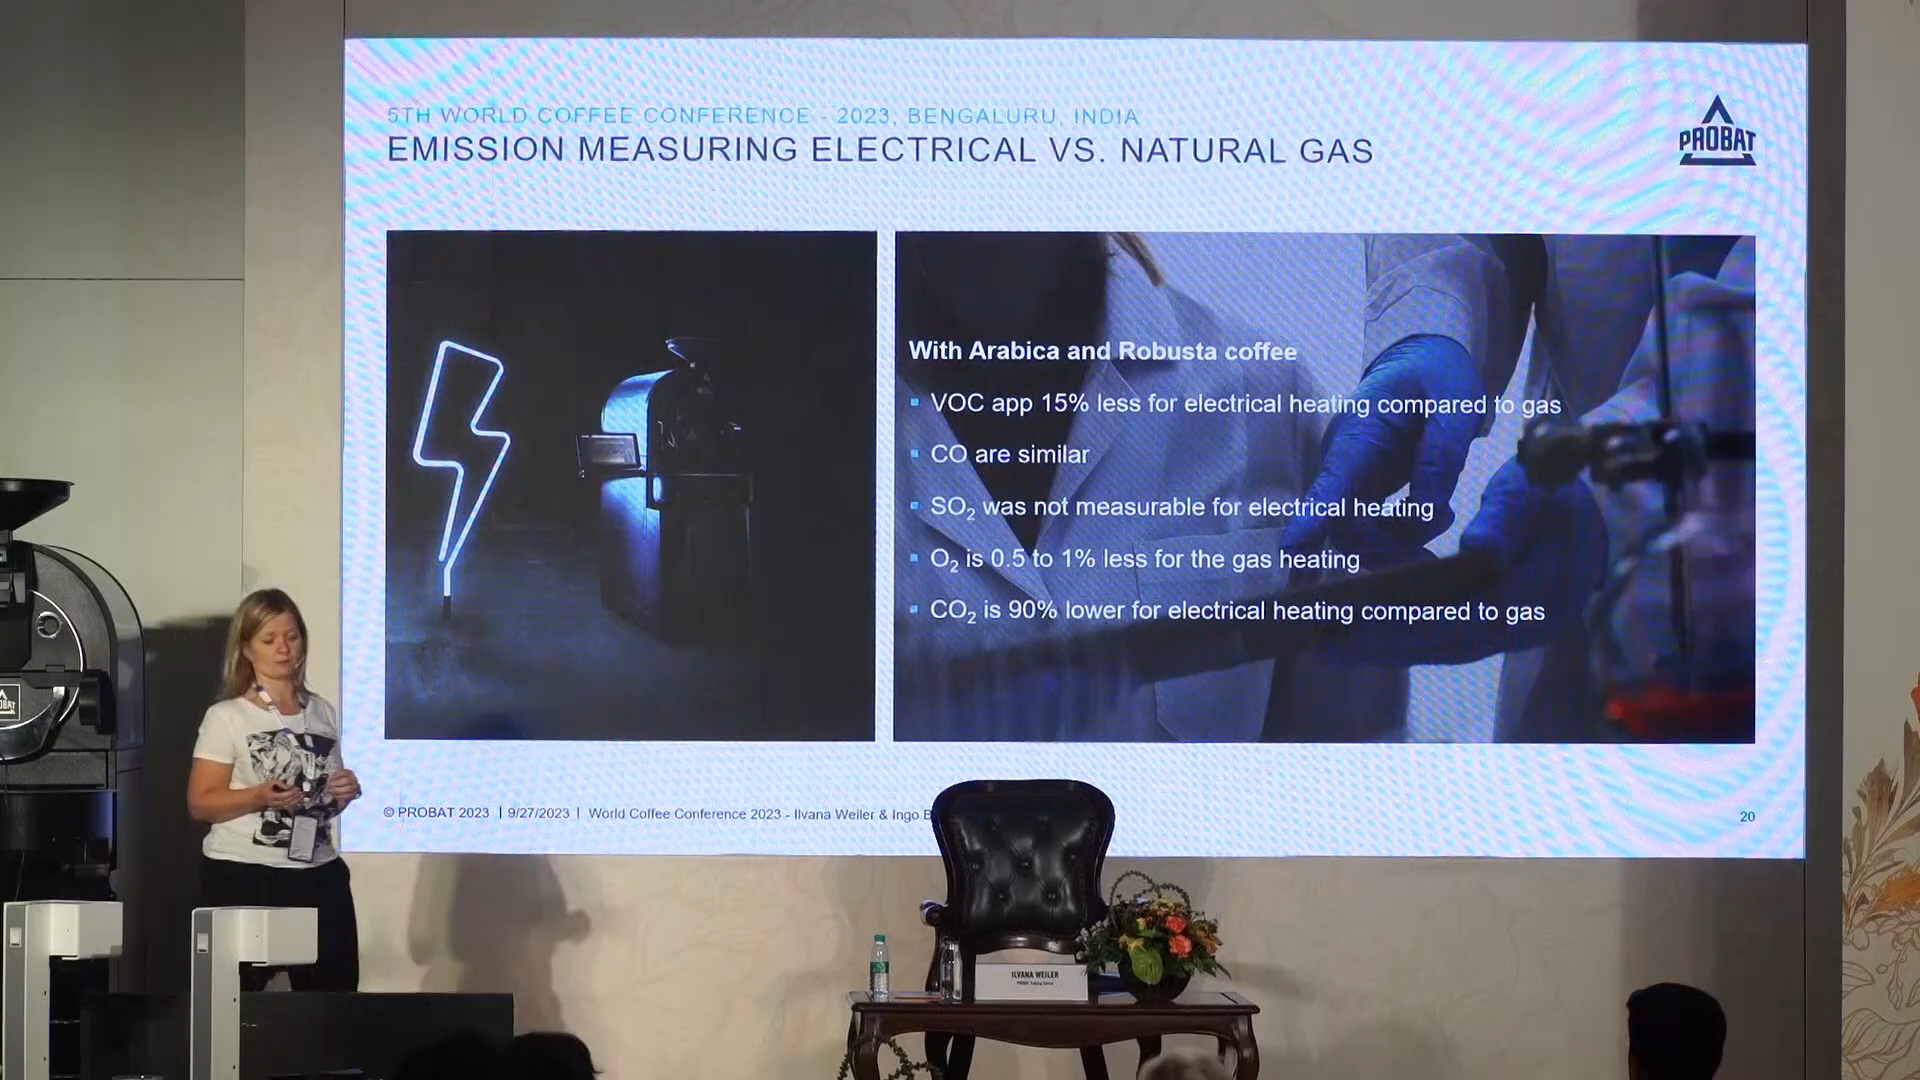 5TH WORLD COFFEE CONFERENCE - 2023, BENGALURU, INDIA
EMISSION MEASURING ELECTRICAL VS. NATURAL GAS
PROBAT
With Arabica and Robusta coffee
VOC app 15% less for electrical heating compared to gas
CO are similar
SO₂ was not measurable for electrical heating
O₂ is 0.5 to 1% less for the gas heating
CO₂ is 90% lower for electrical heating compared to gas
© PROBAT 2023 | 9/27/2023 | World Coffee Conference 2023 - Ilvana Weiler & Ingo
20
ILVANA WEILER